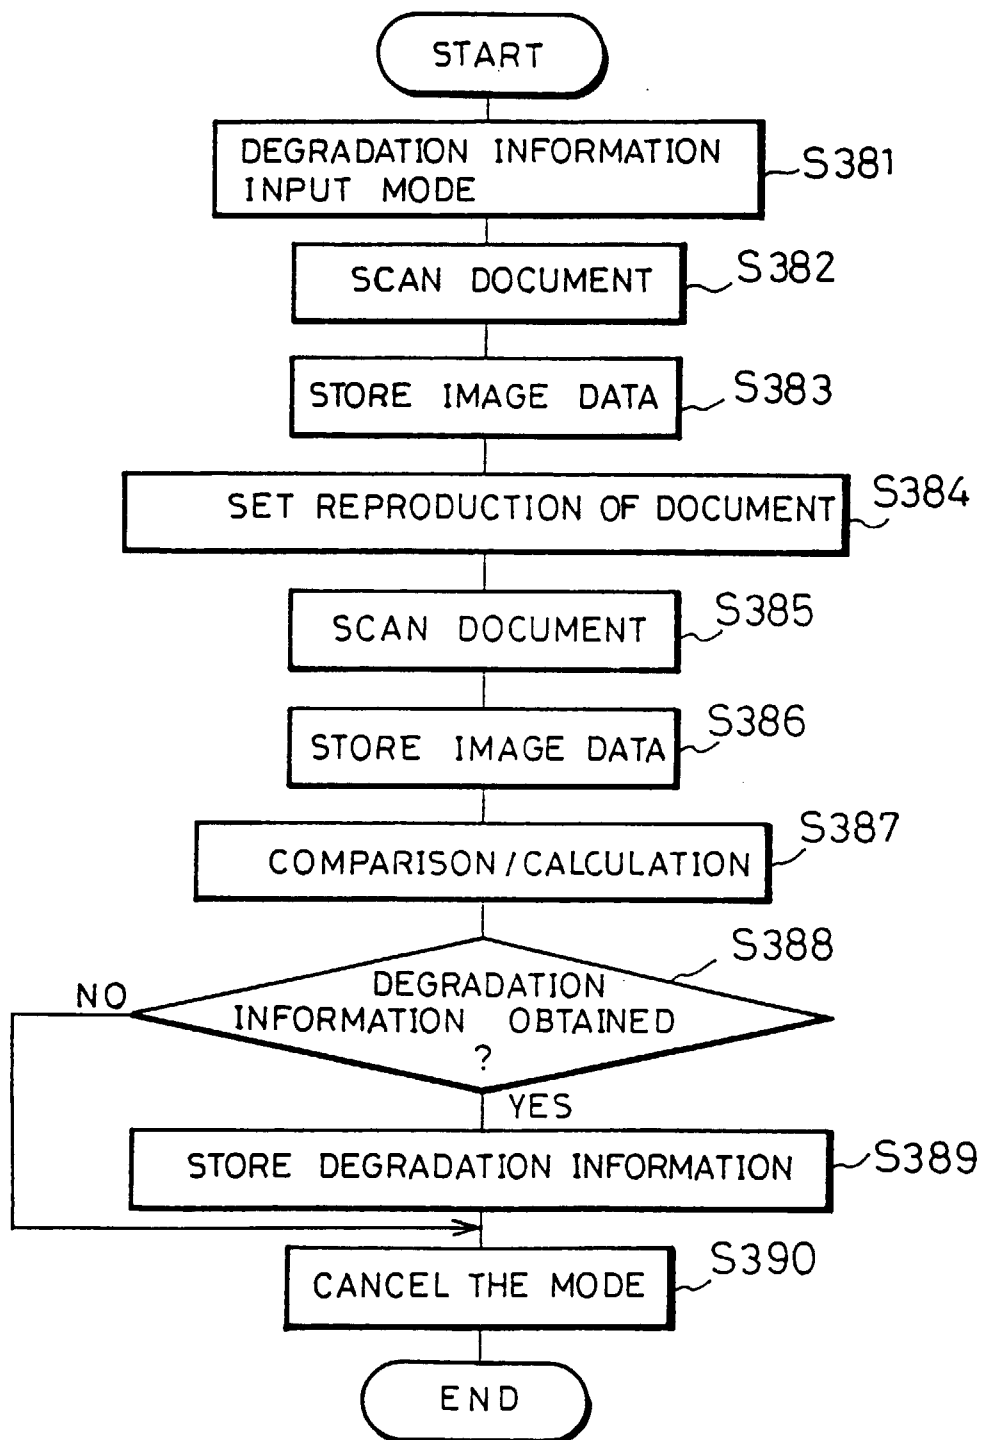 START
DEGRADATION INFORMATION
INPUT MODE
S381
SCAN DOCUMENT
S382
STORE IMAGE DATA
S383
SET REPRODUCTION OF DOCUMENT
S384
SCAN DOCUMENT
S385
STORE IMAGE DATA
S386
COMPARISON/CALCULATION
S387
DEGRADATION
INFORMATION OBTAINED
?
S388
NO
YES
STORE DEGRADATION INFORMATION
S389
CANCEL THE MODE
S390
END